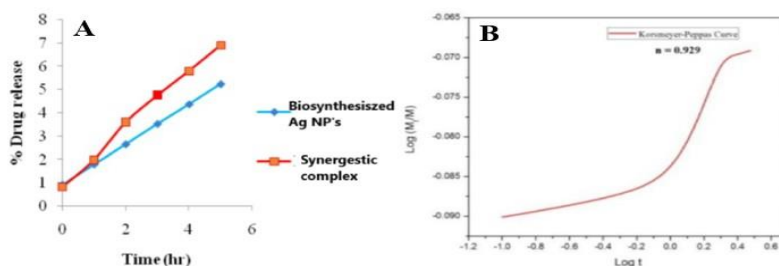 A
% Drug release
8
7
6
5
4
3
2
1
0
0
2
4
6
Time (hr)
Biosynthesiszed
Ag NP's
Synergestic
complex
B
Korsmeyer-Peppas Curve
n = 0.929
Log (Mt/M)
-0.065
-0.070
-0.075
-0.080
-0.085
-0.090
-1.2
-1.0
-0.8
-0.6
-0.4
-0.2
0.0
0.2
0.4
0.6
Log t